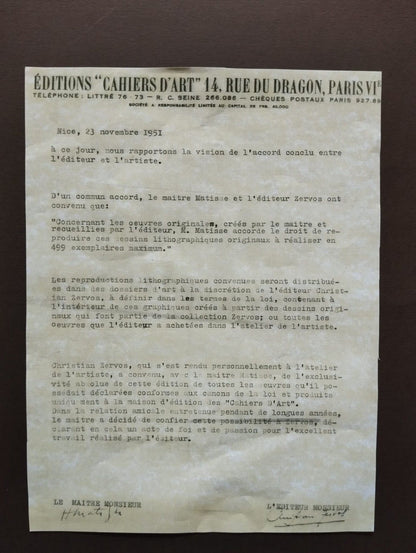 ÉDITIONS "CAHIERS D'ART" 14, RUE DU DRAGON, PARIS VIE
TÉLÉPHONE: LITTRÉ 76 - 73 — R. C. SEINE 266.086 — CHÈQUES POSTAUX PARIS 927.69
SOCIÉTÉ A RESPONSABILITÉ LIMITÉE AU CAPITAL DE FRS. 40.000
Nice, 23 novembre 1951
à ce jour, nous rapportons la vision de l'accord conclu entre
l'éditeur et l'artiste.
D'un commun accord, le maître Matisse et l'éditeur Zervos ont
convenu que:
"Concernant les oeuvres originales, créés par le maître et
recueillies par l'éditeur, M. Matisse accorde le droit de re-
produire ces dessins lithographiques originaux à réaliser en
499 exemplaires maximum."
Les reproductions lithographiques convenues seront distribu-
ées dans des dossiers d'art à la discrétion de l'éditeur Christ-
ian Zervos, à définir dans les termes de la loi, contenant à
l'intérieur de ces graphiques créés à partir des dessins origi-
naux qui font partie de la collection Zervos; ou toutes les
oeuvres que l'éditeur a achetées dans l'atelier de l'artiste.
Christian Zervos, qui s'est rendu personnellement à l'atelier
de l'artiste, a convenu, avec le maître Matisse, de l'exclusi-
vité absolue de cette édition de toutes les oeuvres qu'il po-
ssédait déclarées conformes aux canons de la loi et produits
uniquement à la maison d'édition des "Cahiers D'Art".
Dans la relation amicale entretenue pendant de longues années,
le maître a décidé de confier cette possibilité à Zervos, dé-
clarant en cela un acto de foi et de passion pour l'excellent
travail réalisé par l'éditeur.
LE MAITRE MONSIEUR
L'EDITEUR MONSIEUR